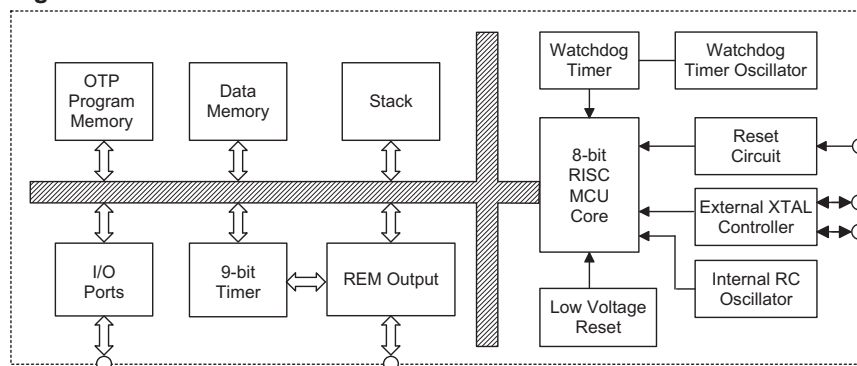 OTP
Program
Memory
Data
Memory
Stack
Watchdog
Timer
Watchdog
Timer Oscillator
8-bit
RISC
MCU
Core
Reset
Circuit
External XTAL
Controller
I/O
Ports
9-bit
Timer
REM Output
Low Voltage
Reset
Internal RC
Oscillator